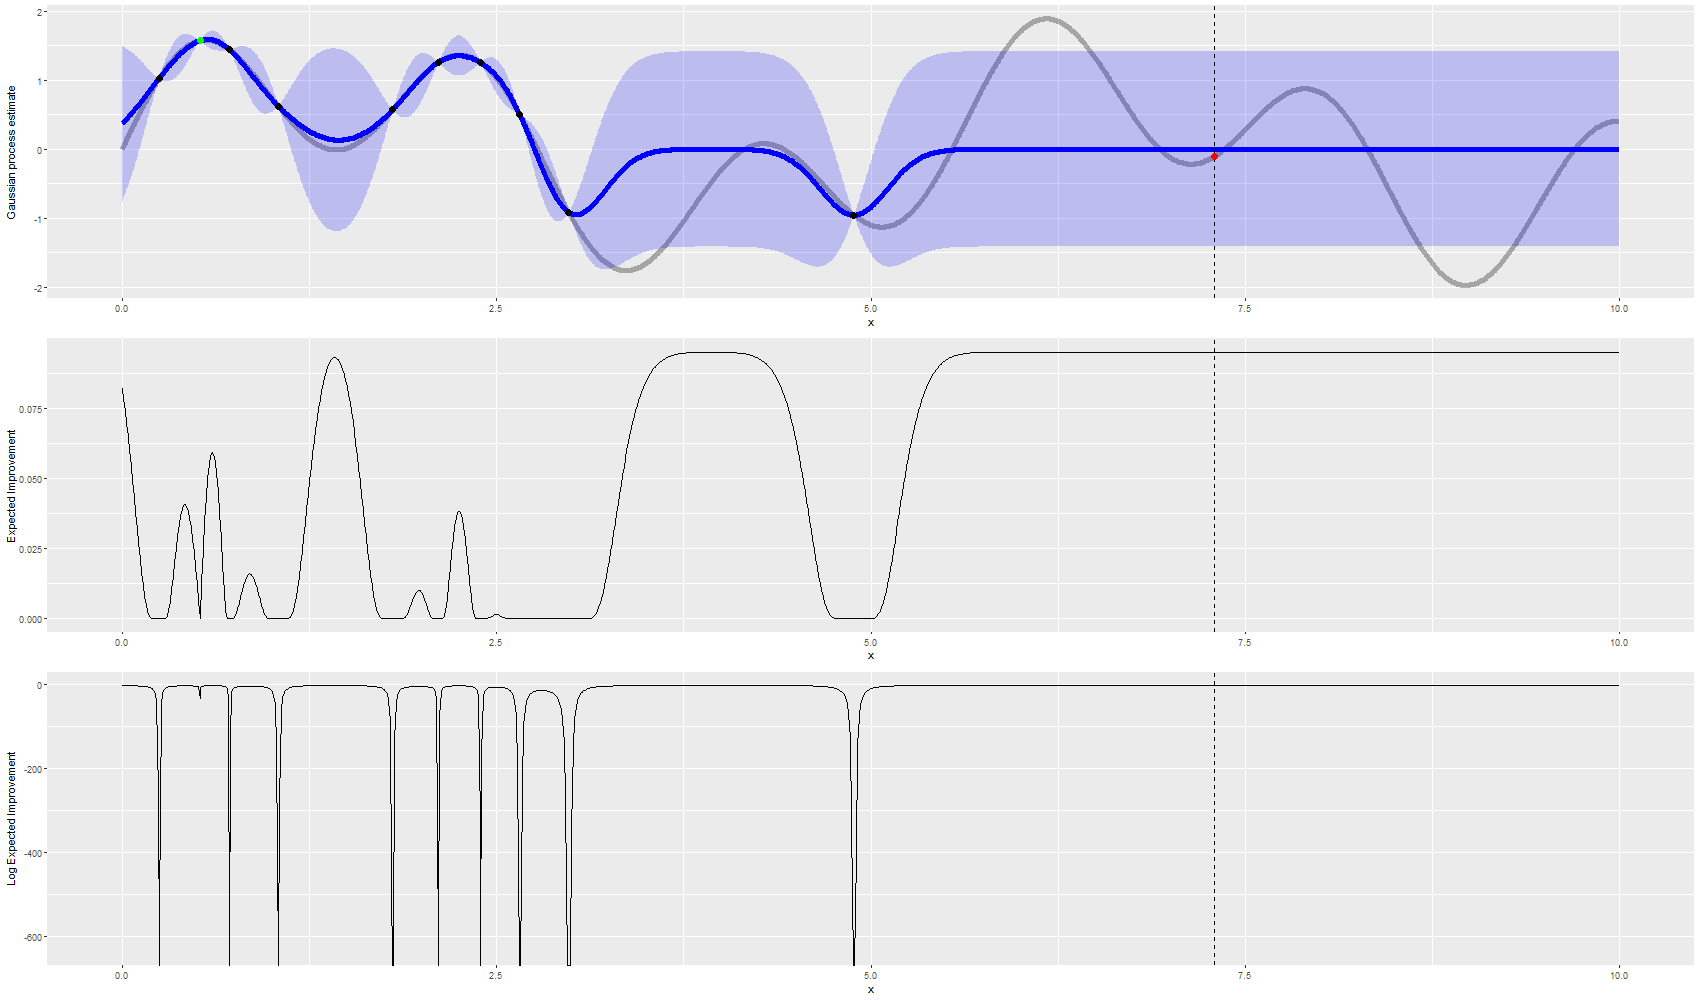 Gaussian process estimate
2
1
0
-1
-2
0.0 2.5 5.0 7.5 10.0
x
Expected Improvement
0.075
0.050
0.025
0.000
0.0 2.5 5.0 7.5 10.0
x
Log Expected Improvement
0
-200
-400
-600
0.0 2.5 5.0 7.5 10.0
x